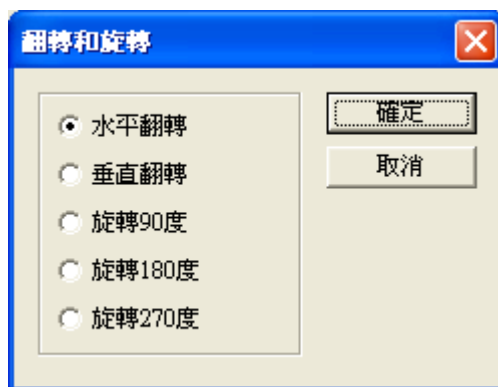 翻轉和旋轉
水平翻轉
垂直翻轉
旋轉90度
旋轉180度
旋轉270度
確定
取消